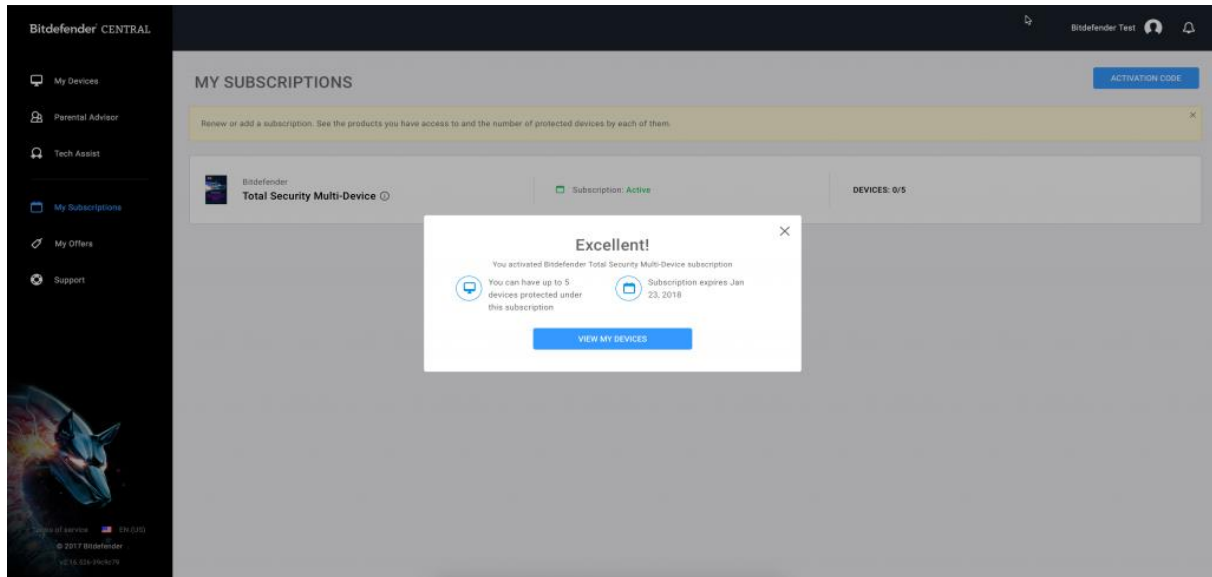 Bitdefender CENTRAL
Bitdefender Test
My Devices
Parental Advisor
Tech Assist
My Subscriptions
My Offers
Support
MY SUBSCRIPTIONS
ACTIVATION CODE
Renew or add a subscription. See the products you have access to and the number of protected devices by each of them.
Bitdefender
Total Security Multi-Device
Subscription: Active
DEVICES: 0/5
Excellent!
You activated Bitdefender Total Security Multi-Device subscription
You can have up to 5
devices protected under
this subscription
Subscription expires Jan
23, 2018
VIEW MY DEVICES
Terms of service EN (US)
© 2017 Bitdefender